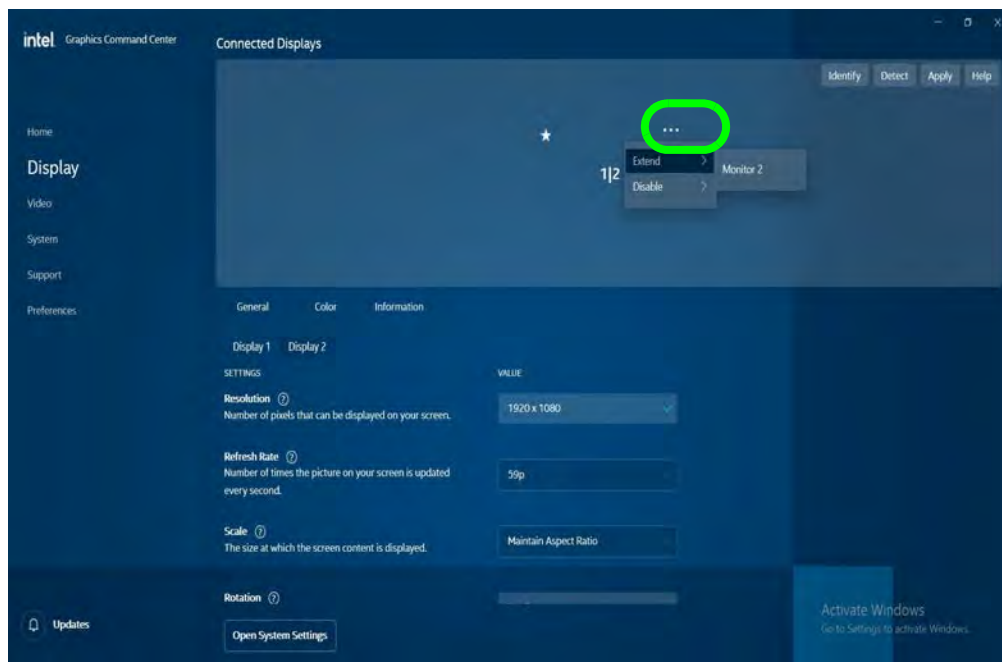 intel Graphics Command Center
Connected Displays
Identify Detect Apply Help
...
Home
Display
Video
System
Support
Preferences
1|2
Extend
Monitor 2
Disable
General Color Information
Display 1 Display 2
SETTINGS VALUE
Resolution ?
Number of pixels that can be displayed on your screen.
1920 x 1080
Refresh Rate ?
Number of times the picture on your screen is updated
every second.
59p
Scale ?
The size at which the screen content is displayed.
Maintain Aspect Ratio
Rotation ?
Open System Settings
Updates
Activate Windows
Go to Settings to activate Windows.